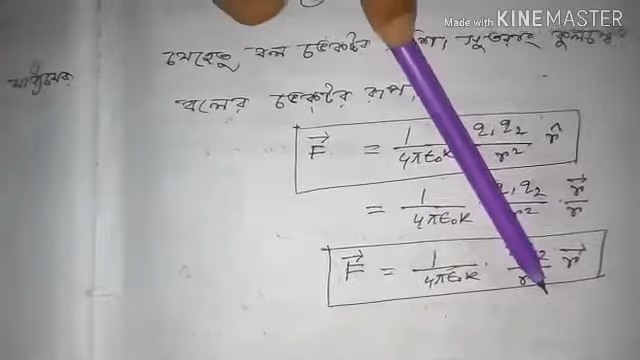 Made with KINEMASTER
যেহেতু বল ভেক্টর রাশি, সুতরাং কুলম্বের
বলের ভেক্টর রূপ,
F⃗ = 1/4πϵ₀k q₁q₂/r² r̂
= 1/4πϵ₀k q₁q₂/r² · r⃗/r
F⃗ = 1/4πϵ₀k · r⃗